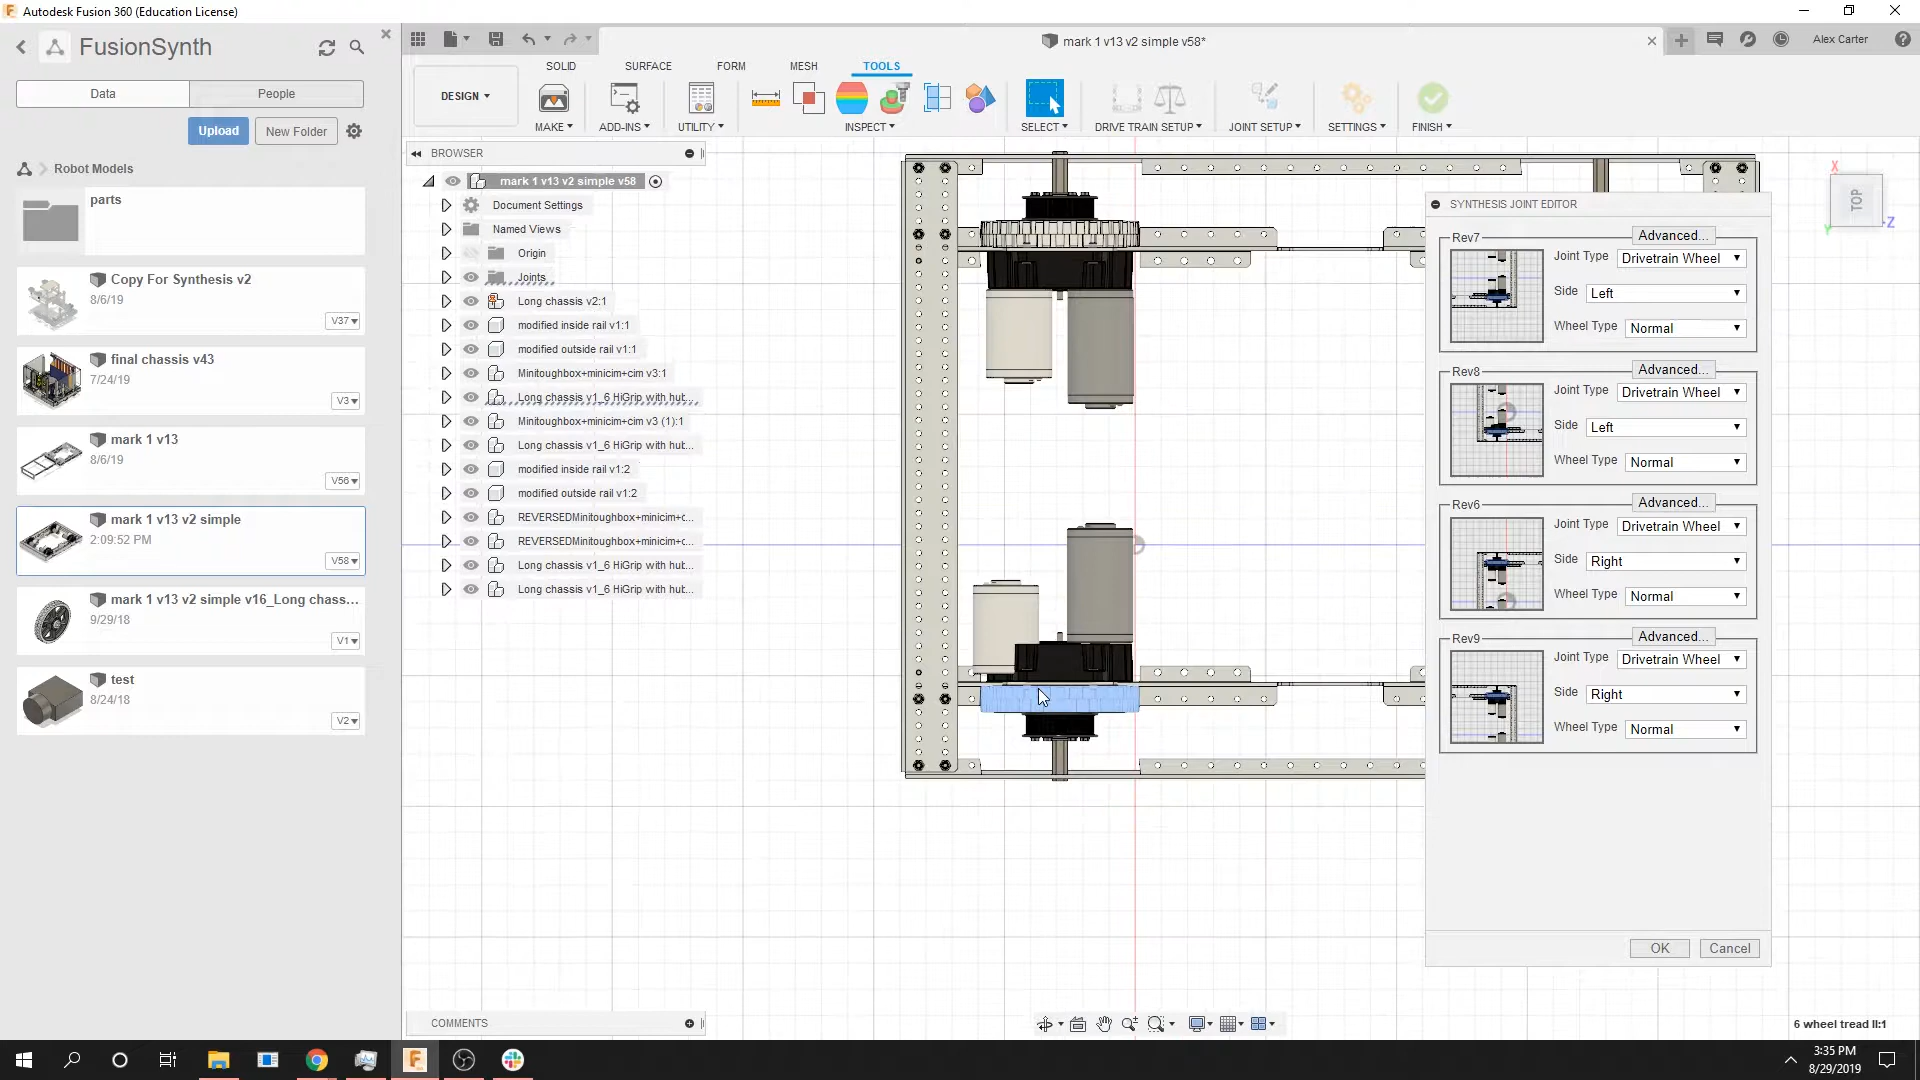 Autodesk Fusion 360 (Education License)
FusionSynth
Data
People
Upload
New Folder
Robot Models
parts
Copy For Synthesis v2
8/6/19
V37
final chassis v43
7/24/19
V3
mark 1 v13
8/6/19
V56
mark 1 v13 v2 simple
2:09:52 PM
V58
mark 1 v13 v2 simple v16_Long chass...
9/29/18
V1
test
8/24/18
V2
mark 1 v13 v2 simple v58*
Alex Carter
SOLID
SURFACE
FORM
MESH
TOOLS
DESIGN
MAKE
ADD-INS
UTILITY
INSPECT
SELECT
DRIVE TRAIN SETUP
JOINT SETUP
SETTINGS
FINISH
BROWSER
mark 1 v13 v2 simple v58
Document Settings
Named Views
Origin
Joints
Long chassis v2:1
modified inside rail v1:1
modified outside rail v1:1
Minitoughbox+minicim+cim v3:1
Long chassis v1_6 HiGrip with hub...
Minitoughbox+minicim+cim v3 (1):1
Long chassis v1_6 HiGrip with hub...
modified inside rail v1:2
modified outside rail v1:2
REVERSEDMinitoughbox+minicim+c...
REVERSEDMinitoughbox+minicim+c...
Long chassis v1_6 HiGrip with hub...
Long chassis v1_6 HiGrip with hub...
COMMENTS
X
TOP
Z
Y
SYNTHESIS JOINT EDITOR
Rev7
Advanced...
Joint Type
Drivetrain Wheel
Side
Left
Wheel Type
Normal
Rev8
Advanced...
Joint Type
Drivetrain Wheel
Side
Left
Wheel Type
Normal
Rev6
Advanced...
Joint Type
Drivetrain Wheel
Side
Right
Wheel Type
Normal
Rev9
Advanced...
Joint Type
Drivetrain Wheel
Side
Right
Wheel Type
Normal
OK
Cancel
6 wheel tread II:1
3:35 PM
8/29/2019